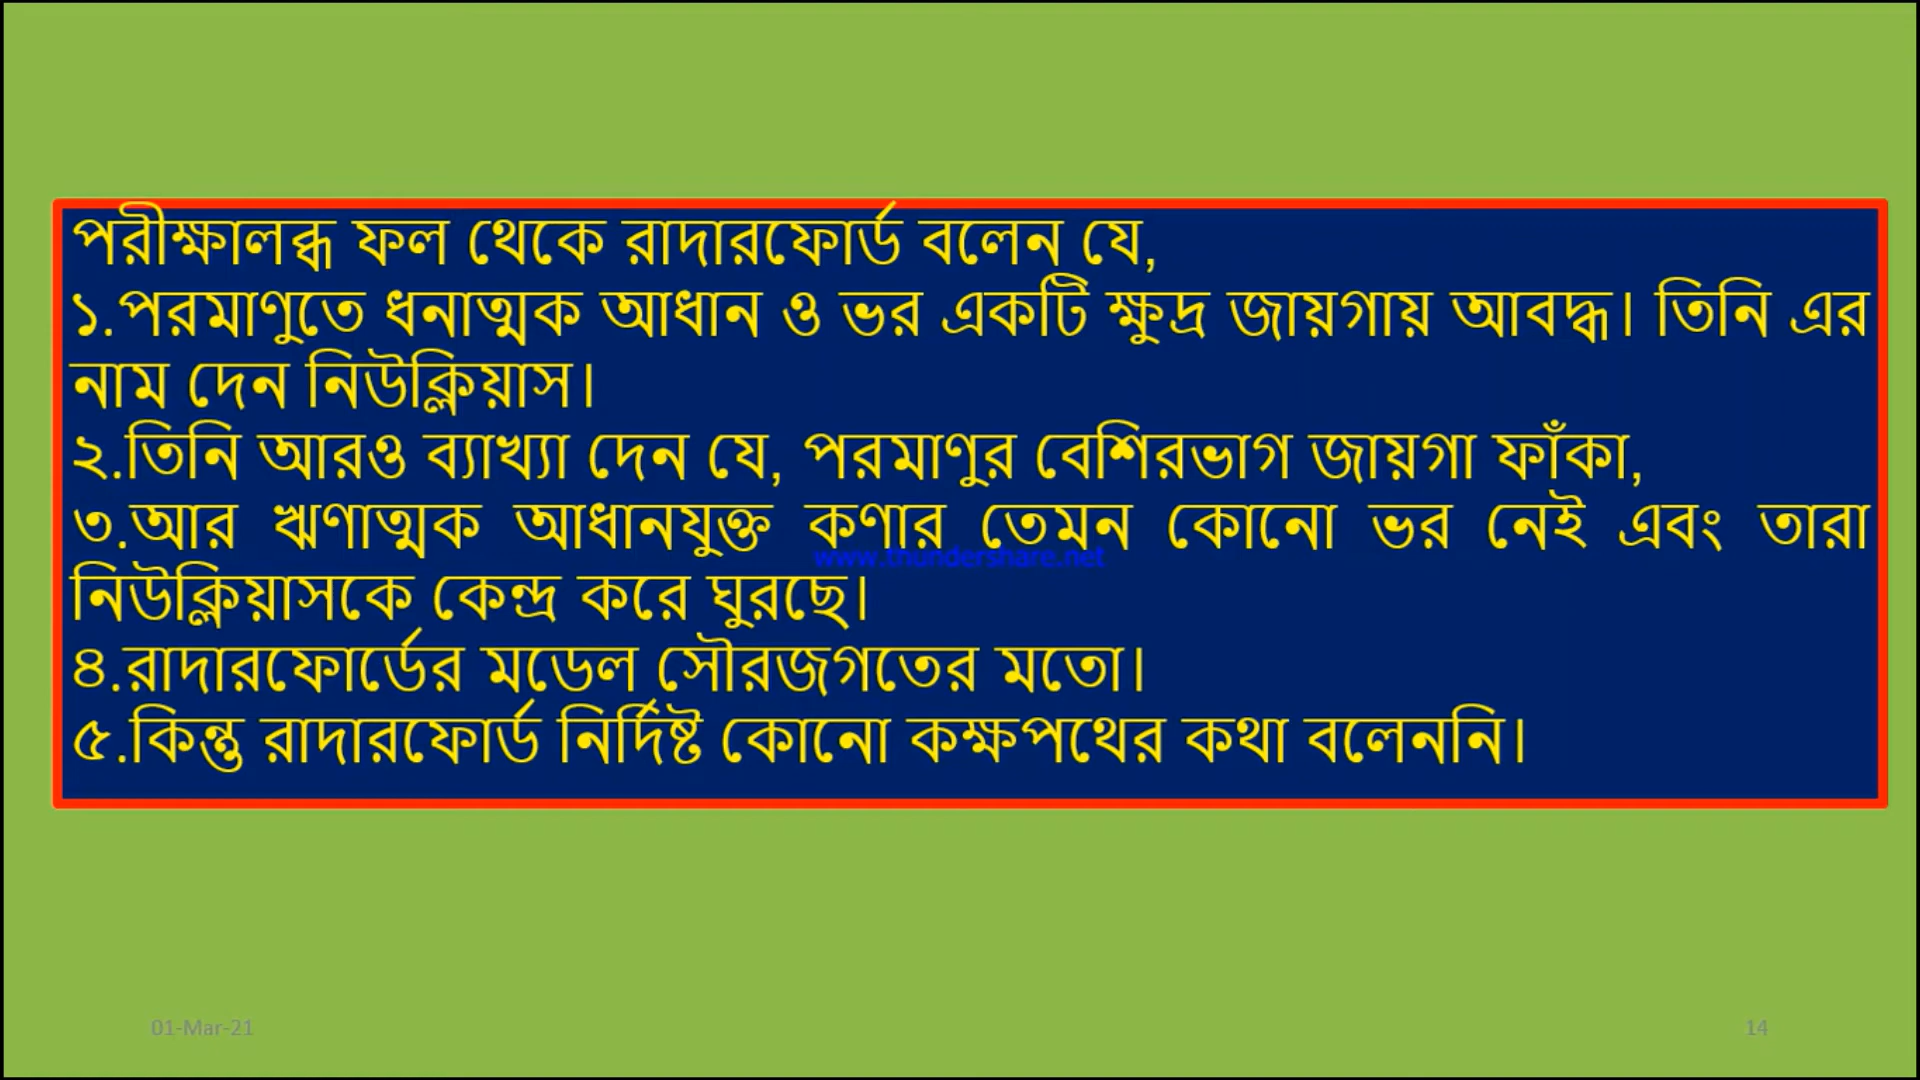 পরীক্ষালব্ধ ফল থেকে রাদারফোর্ড বলেন যে,
১.পরমাণুতে ধনাত্মক আধান ও ভর একটি ক্ষুদ্র জায়গায় আবদ্ধ। তিনি এর
নাম দেন নিউক্লিয়াস।
২.তিনি আরও ব্যাখ্যা দেন যে, পরমাণুর বেশিরভাগ জায়গা ফাঁকা,
৩.আর ঋণাত্মক আধানযুক্ত কণার তেমন কোনো ভর নেই এবং তারা
www.thundershare.net
নিউক্লিয়াসকে কেন্দ্র করে ঘুরছে।
৪.রাদারফোর্ডের মডেল সৌরজগতের মতো।
৫.কিন্তু রাদারফোর্ড নির্দিষ্ট কোনো কক্ষপথের কথা বলেননি।
01-Mar-21
14